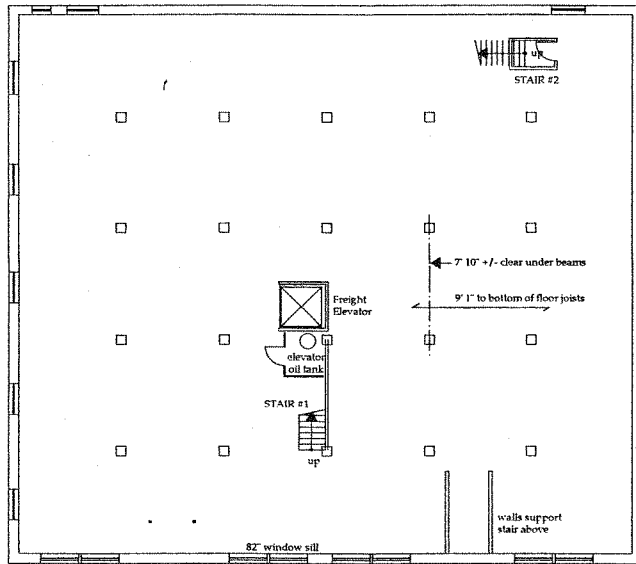 up
STAIR #2
7' 10" +/- clear under beams
Freight
Elevator
9' 1" to bottom of floor joists
elevator
oil tank
STAIR #1
up
walls support
stair above
82" window sill